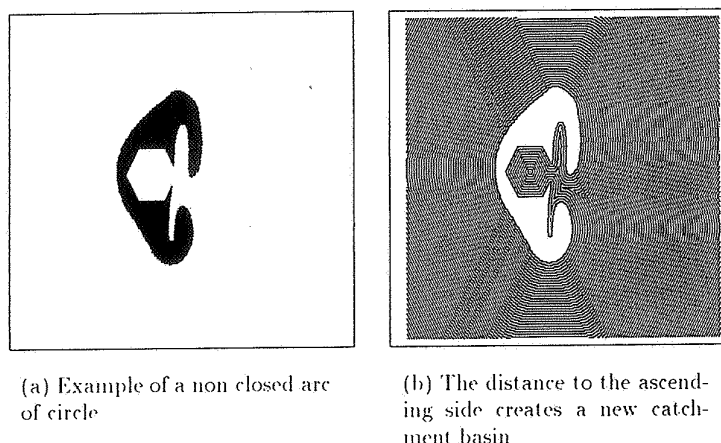 (a) Example of a non closed arc
of circle
(b) The distance to the ascend-
ing side creates a new catch-
ment basin